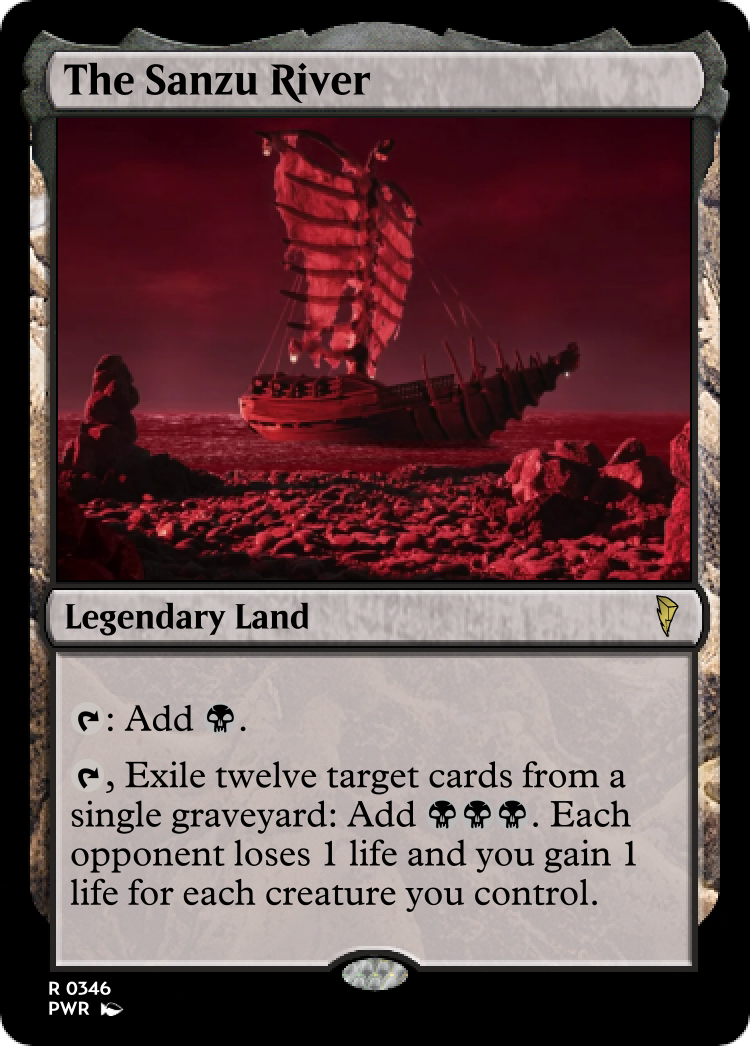 The Sanzu River
Legendary Land
: Add .
, Exile twelve target cards from a
single graveyard: Add . Each
opponent loses 1 life and you gain 1
life for each creature you control.
R 0346
PWR